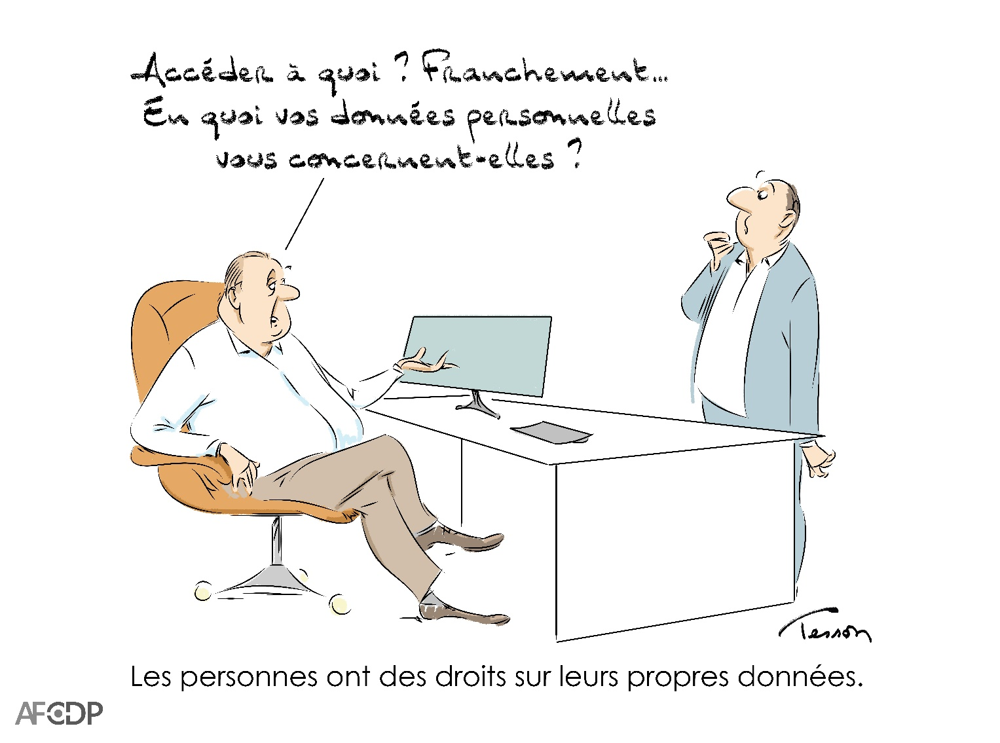 Accéder à quoi ? Franchement...
En quoi vos données personnelles
vous concernent-elles ?
Tesson
Les personnes ont des droits sur leurs propres données.
AFCDP